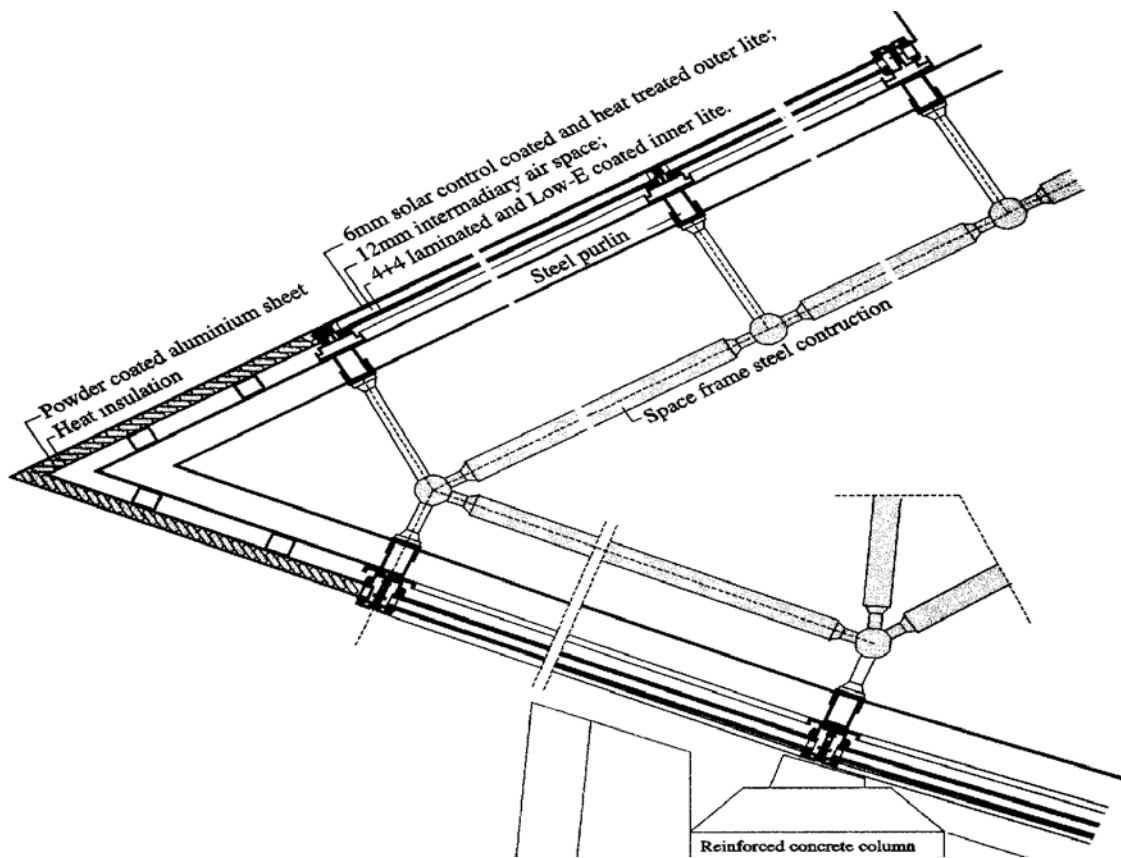 6mm solar control coated and heat treated outer lite;
12mm intermadiary air space;
4+4 laminated and Low-E coated inner lite.
Steel purlin
Powder coated aluminium sheet
Heat insulation
Space frame steel contruction
Reinforced concrete column